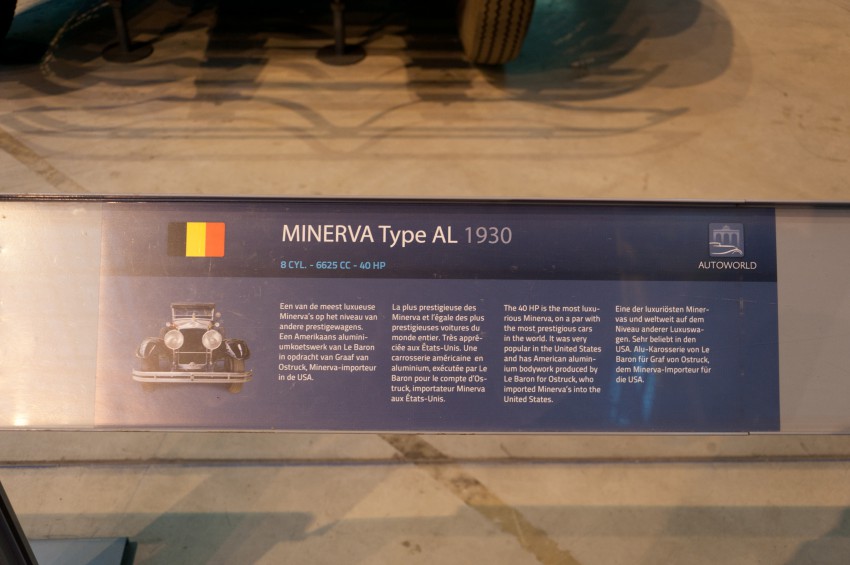 MINERVA Type AL 1930
8 CYL. - 6625 CC - 40 HP
AUTOWORLD
Een van de meest luxueuse
Minerva's op het niveau van
andere prestigewagens.
Een Amerikaans alumini-
umkoetswerk van Le Baron
in opdracht van Graaf van
Ostruck, Minerva-importeur
in de USA.
La plus prestigieuse des
Minerva et l'égale des plus
prestigieuses voitures du
monde entier. Très appré-
ciée aux États-Unis. Une
carrosserie américaine en
aluminium, exécutée par Le
Baron pour le compte d'Os-
truck, importateur Minerva
aux États-Unis.
The 40 HP is the most luxu-
rious Minerva, on a par with
the most prestigious cars
in the world. It was very
popular in the United States
and has American alumin-
ium bodywork produced by
Le Baron for Ostruck, who
imported Minerva's into the
United States.
Eine der luxuriösten Miner-
vas und weltweit auf dem
Niveau anderer Luxuswa-
gen. Sehr beliebt in den
USA. Alu-Karosserie von Le
Baron für Graf von Ostruck,
dem Minerva-Importeur für
die USA.